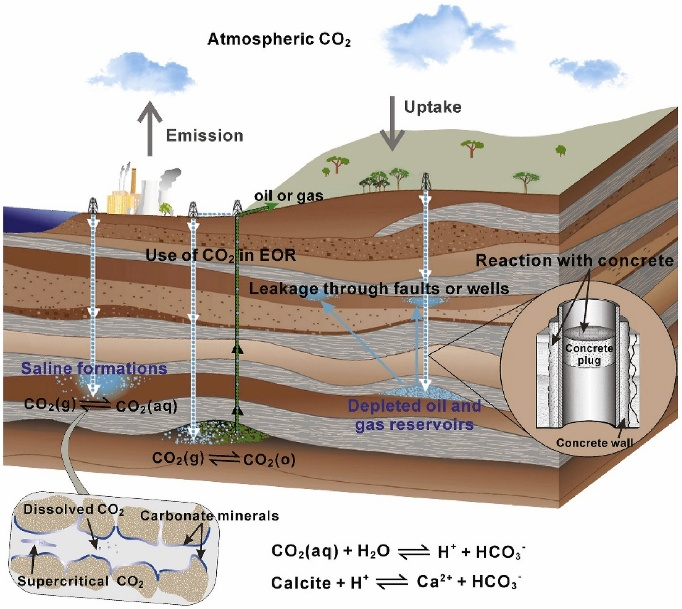 Atmospheric CO₂
Uptake
Emission
oil or gas
Use of CO₂ in EOR
Reaction with concrete
Leakage through faults or wells
Concrete
plug
Saline formations
CO₂(g) ⇌ CO₂(aq)
Depleted oil and
gas reservoirs
Concrete wall
CO₂(g) ⇌ CO₂(o)
Dissolved CO₂
Carbonate minerals
Supercritical CO₂
CO₂(aq) + H₂O ⇌ H⁺ + HCO₃⁻
Calcite + H⁺ ⇌ Ca²⁺ + HCO₃⁻